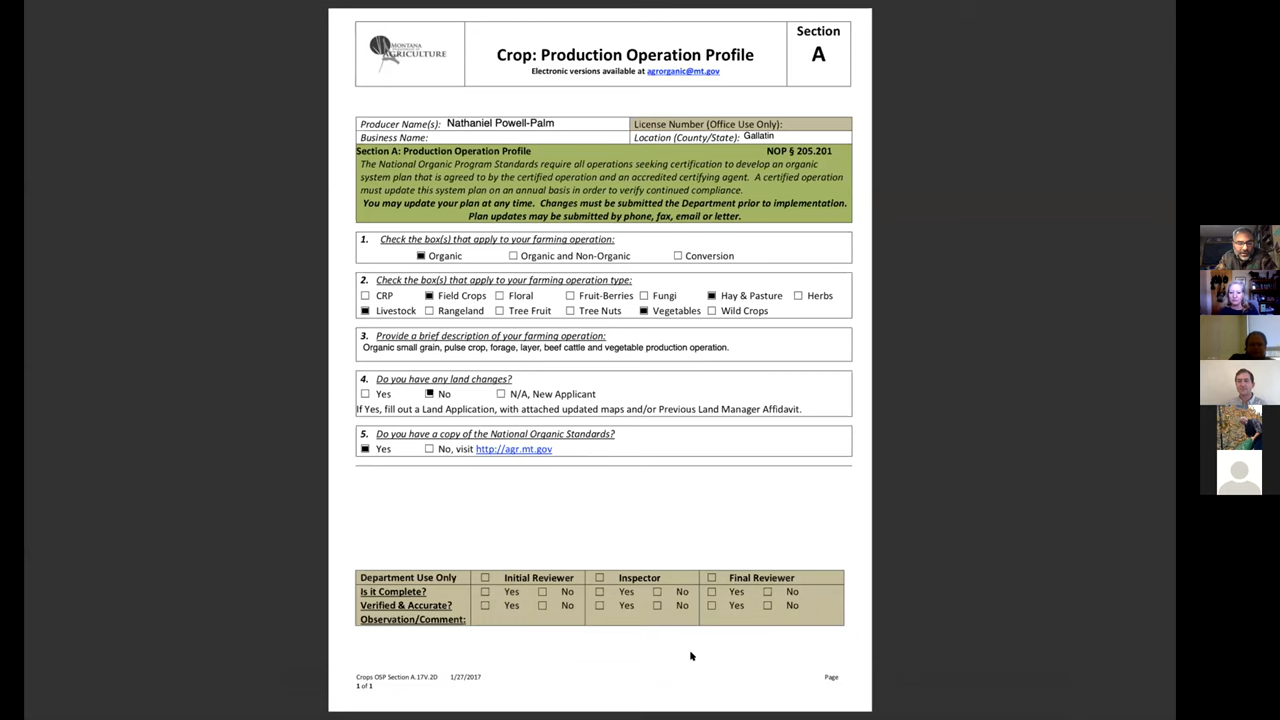 MONTANA
AGRICULTURE
Crop: Production Operation Profile
Electronic versions available at agrorganic@mt.gov
Section
A
Producer Name(s): Nathaniel Powell-Palm
License Number (Office Use Only):
Business Name:
Location (County/State): Gallatin
Section A: Production Operation Profile NOP § 205.201
The National Organic Program Standards require all operations seeking certification to develop an organic
system plan that is agreed to by the certified operation and an accredited certifying agent. A certified operation
must update this system plan on an annual basis in order to verify continued compliance.
You may update your plan at any time. Changes must be submitted the Department prior to implementation.
Plan updates may be submitted by phone, fax, email or letter.
1. Check the box(s) that apply to your farming operation:
■ Organic ☐ Organic and Non-Organic ☐ Conversion
2. Check the box(s) that apply to your farming operation type:
☐ CRP ■ Field Crops ☐ Floral ☐ Fruit-Berries ☐ Fungi ■ Hay & Pasture ☐ Herbs
■ Livestock ☐ Rangeland ☐ Tree Fruit ☐ Tree Nuts ■ Vegetables ☐ Wild Crops
3. Provide a brief description of your farming operation:
Organic small grain, pulse crop, forage, layer, beef cattle and vegetable production operation.
4. Do you have any land changes?
☐ Yes ■ No ☐ N/A, New Applicant
If Yes, fill out a Land Application, with attached updated maps and/or Previous Land Manager Affidavit.
5. Do you have a copy of the National Organic Standards?
■ Yes ☐ No, visit http://agr.mt.gov
Department Use Only ☐ Initial Reviewer ☐ Inspector ☐ Final Reviewer
Is it Complete? ☐ Yes ☐ No ☐ Yes ☐ No ☐ Yes ☐ No
Verified & Accurate? ☐ Yes ☐ No ☐ Yes ☐ No ☐ Yes ☐ No
Observation/Comment:
Crops OSP Section A.17V.2D 1/27/2017 Page
1 of 1